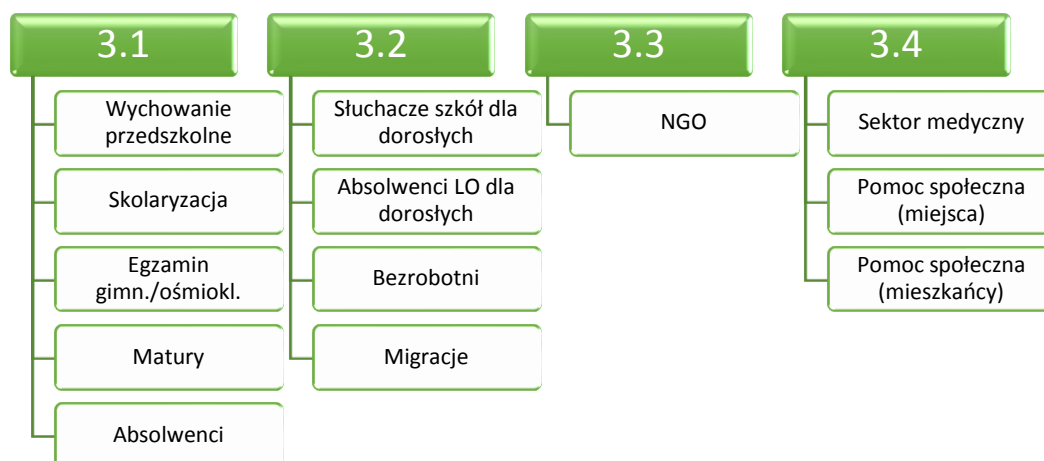 3.1
Wychowanie
przedszkolne
Skolaryzacja
Egzamin
gimn./ośmiokl.
Matury
Absolwenci
3.2
Słuchacze szkół dla
dorosłych
Absolwenci LO dla
dorosłych
Bezrobotni
Migracje
3.3
NGO
3.4
Sektor medyczny
Pomoc społeczna
(miejsca)
Pomoc społeczna
(mieszkańcy)